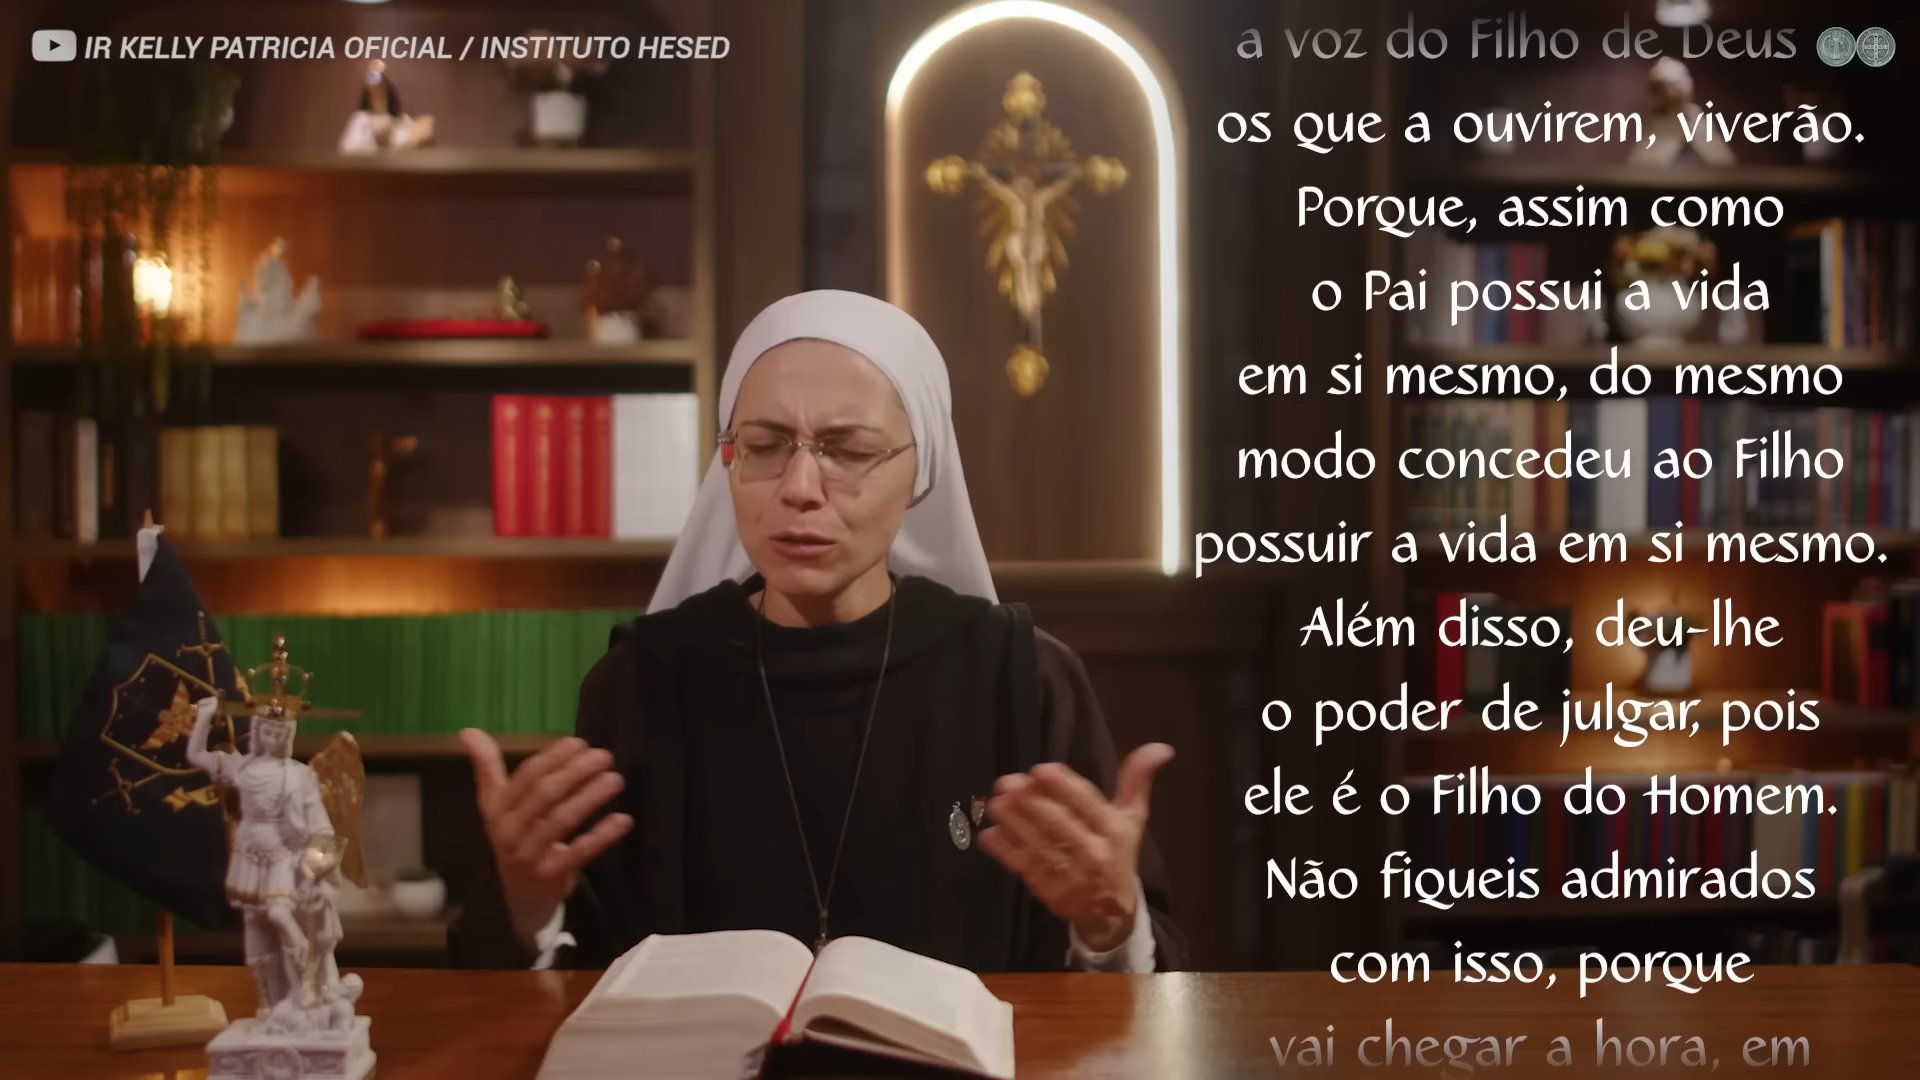 IR KELLY PATRICIA OFICIAL / INSTITUTO HESED
a voz do Filho de Deus
os que a ouvirem, viverão.
Porque, assim como
o Pai possui a vida
em si mesmo, do mesmo
modo concedeu ao Filho
possuir a vida em si mesmo.
Além disso, deu-lhe
o poder de julgar, pois
ele é o Filho do Homem.
Não fiqueis admirados
com isso, porque
vai chegar a hora, em